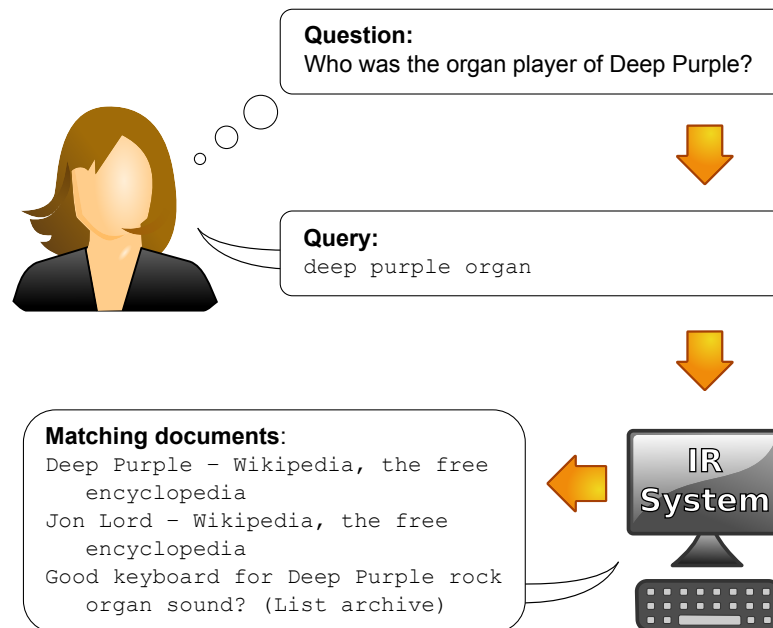 Question:
Who was the organ player of Deep Purple?
Query:
deep purple organ
Matching documents:
Deep Purple – Wikipedia, the free
encyclopedia
Jon Lord – Wikipedia, the free
encyclopedia
Good keyboard for Deep Purple rock
organ sound? (List archive)
IR
System